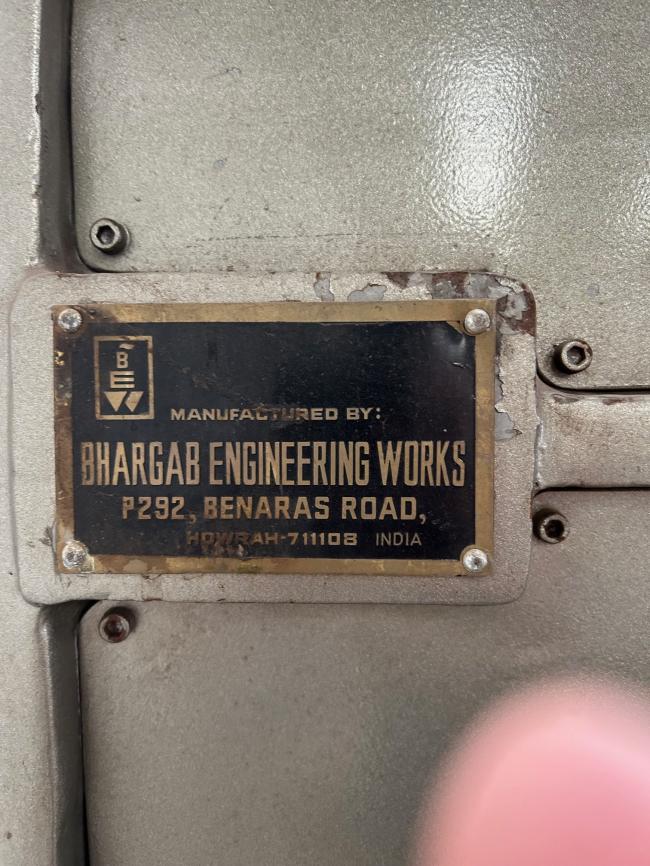 B
E
W
MANUFACTURED BY:
BHARGAB ENGINEERING WORKS
P292, BENARAS ROAD,
HOWRAH-711108 INDIA